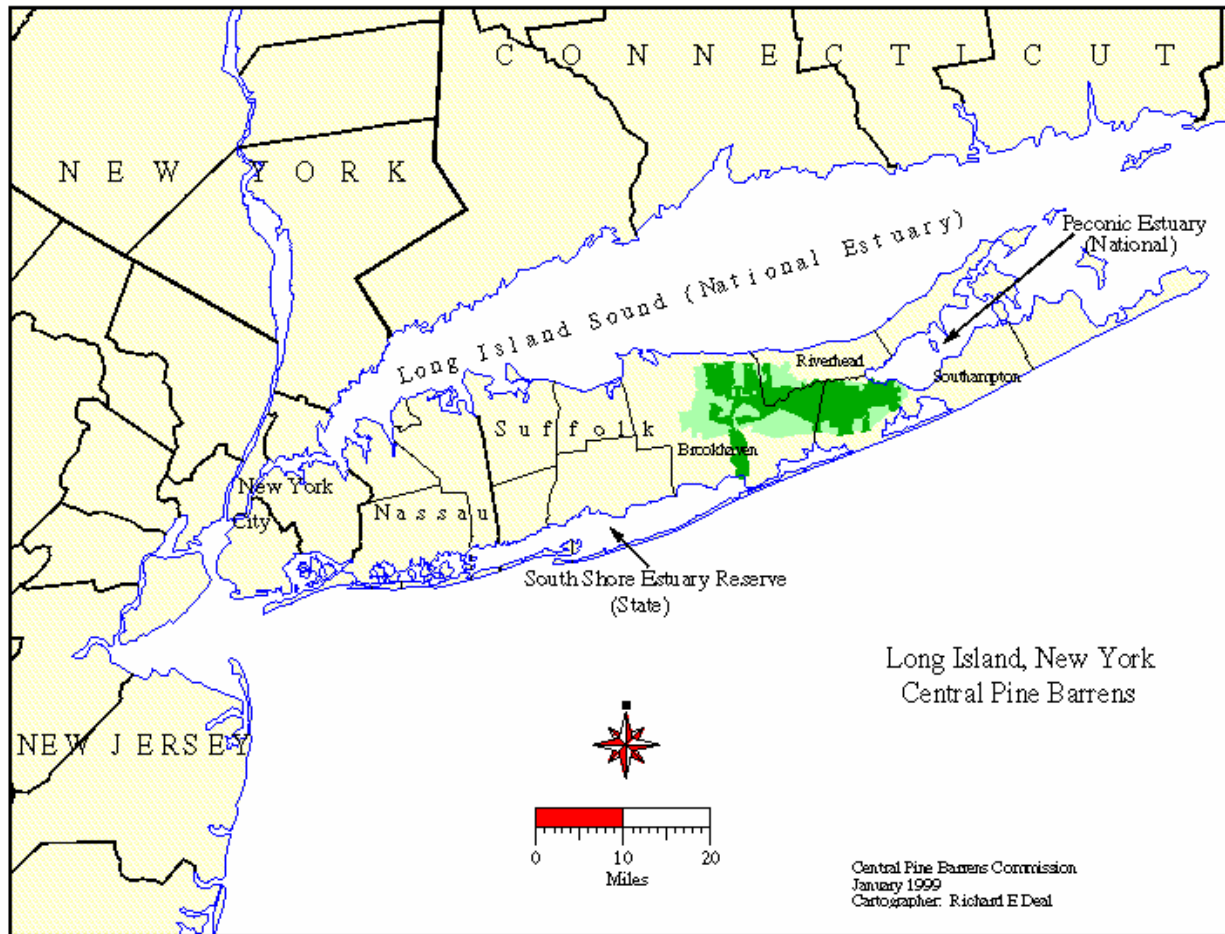 C O N N E C T I C U T
N E W Y O R K
Peconic Estuary
(National)
Long Island Sound (National Estuary)
Riverhead
Southampton
Suffolk
Brookhaven
New York
City
Nassau
South Shore Estuary Reserve
(State)
Long Island, New York
Central Pine Barrens
NEW JERSEY
0 10 20
Miles
Central Pine Barrens Commission
January 1999
Cartographer: Richard E Deal